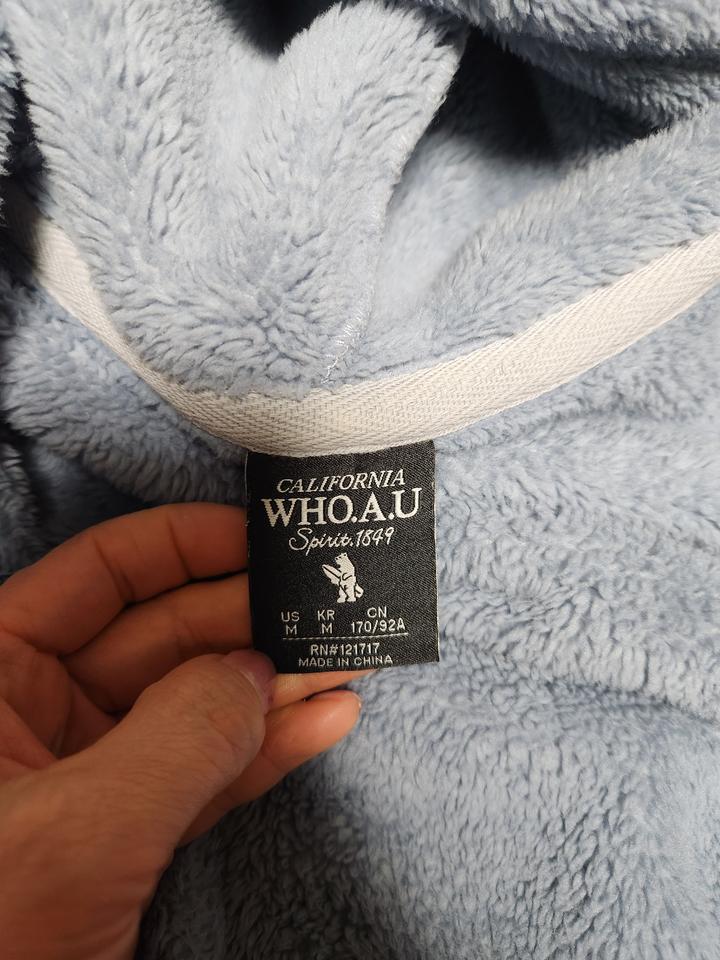 CALIFORNIA
WHO.A.U
Spirit.1849
US KR CN
M M 170/92A
RN#121717
MADE IN CHINA